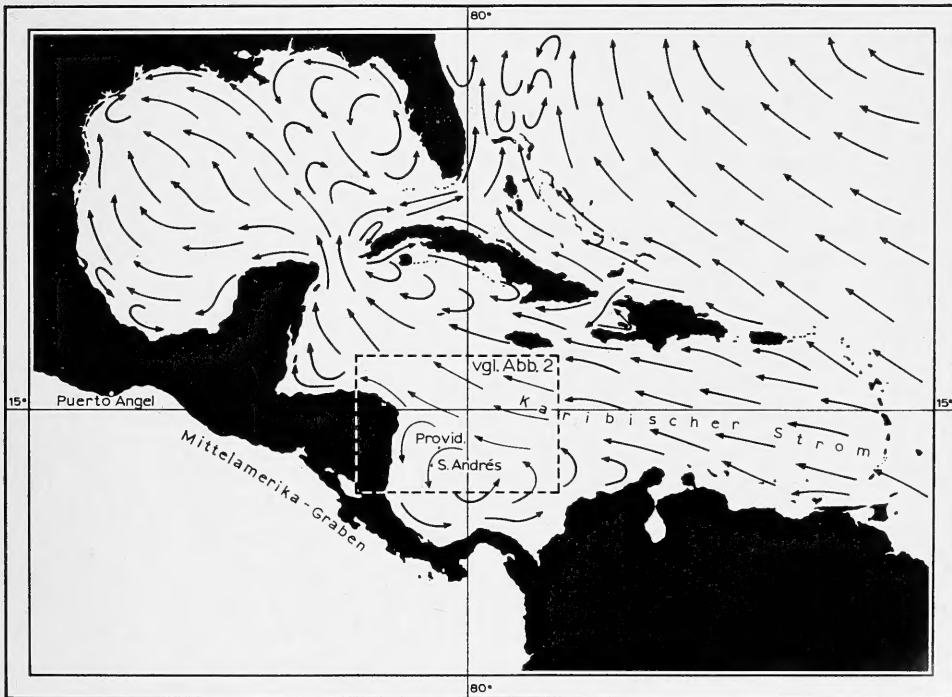 80°
vgl. Abb. 2
15°
Puerto Angel
Karibischer Strom
15°
Provid.
S. Andrés
Mittelamerika-Graben
80°